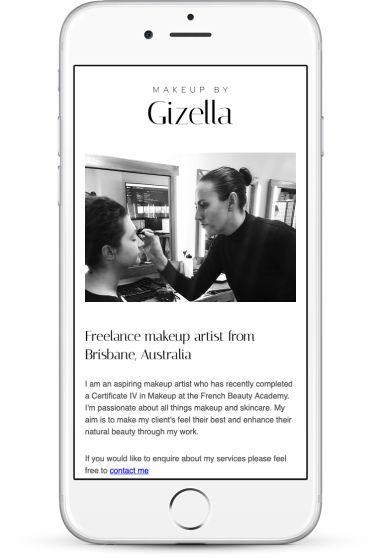 MAKEUP BY
Gizella
Freelance makeup artist from
Brisbane, Australia
I am an aspiring makeup artist who has recently completed
a Certificate IV in Makeup at the French Beauty Academy.
I'm passionate about all things makeup and skincare. My
aim is to make my client's feel their best and enhance their
natural beauty through my work.
If you would like to enquire about my services please feel
free to contact me